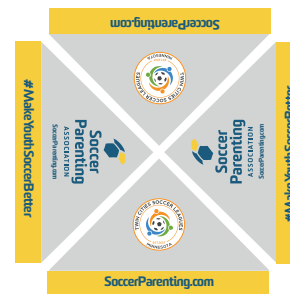 SoccerParenting.com
TWIN CITIES SOCCER LEAGUES
MINNESOTA
#MakeYouthSoccerBetter
Soccer
Parenting
ASSOCIATION
SoccerParenting.com
Soccer
Parenting
ASSOCIATION
SoccerParenting.com
#MakeYouthSoccerBetter
TWIN CITIES SOCCER LEAGUES
MINNESOTA
SoccerParenting.com